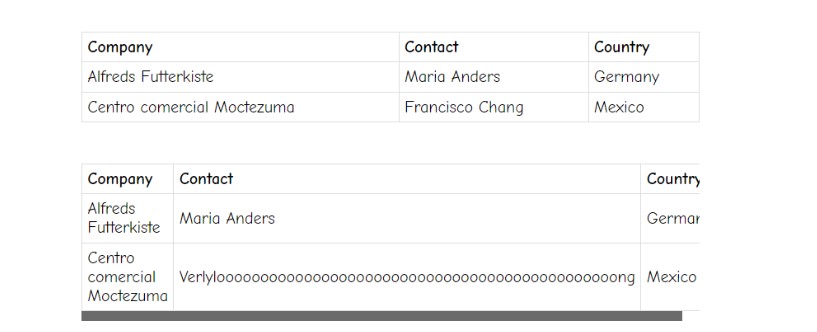 Company Contact Country
Alfreds Futterkiste Maria Anders Germany
Centro comercial Moctezuma Francisco Chang Mexico
Company Contact Country
Alfreds
Futterkiste
Maria Anders
Germar
Centro
comercial
Moctezuma
Verlyloooooooooooooooooooooooooooooooooooooooooooooong
Mexico